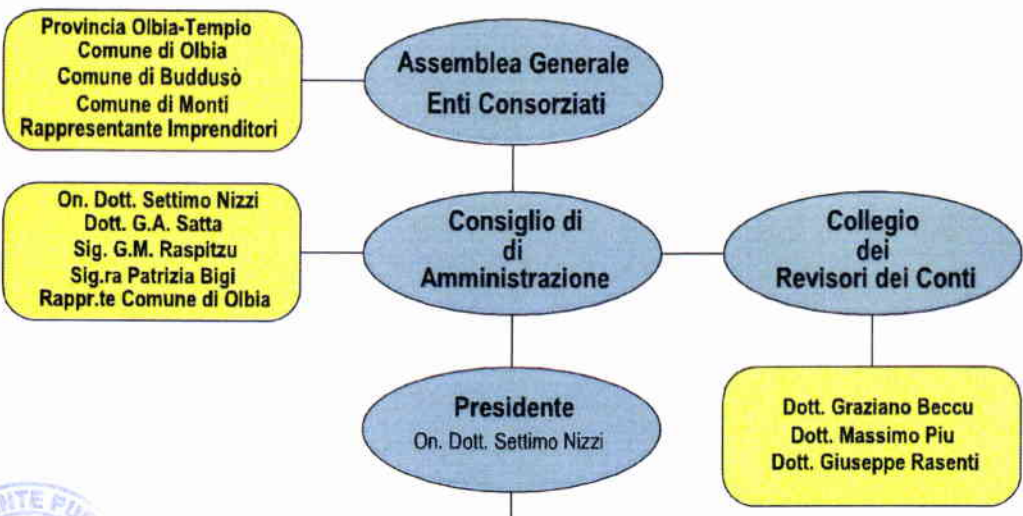 Provincia Olbia-Tempio
Comune di Olbia
Comune di Buddusò
Comune di Monti
Rappresentante Imprenditori
Assemblea Generale
Enti Consorziati
On. Dott. Settimo Nizzi
Dott. G.A. Satta
Sig. G.M. Raspitzu
Sig.ra Patrizia Bigi
Rappr.te Comune di Olbia
Consiglio di
di
Amministrazione
Collegio
dei
Revisori dei Conti
Presidente
On. Dott. Settimo Nizzi
Dott. Graziano Beccu
Dott. Massimo Piu
Dott. Giuseppe Rasenti